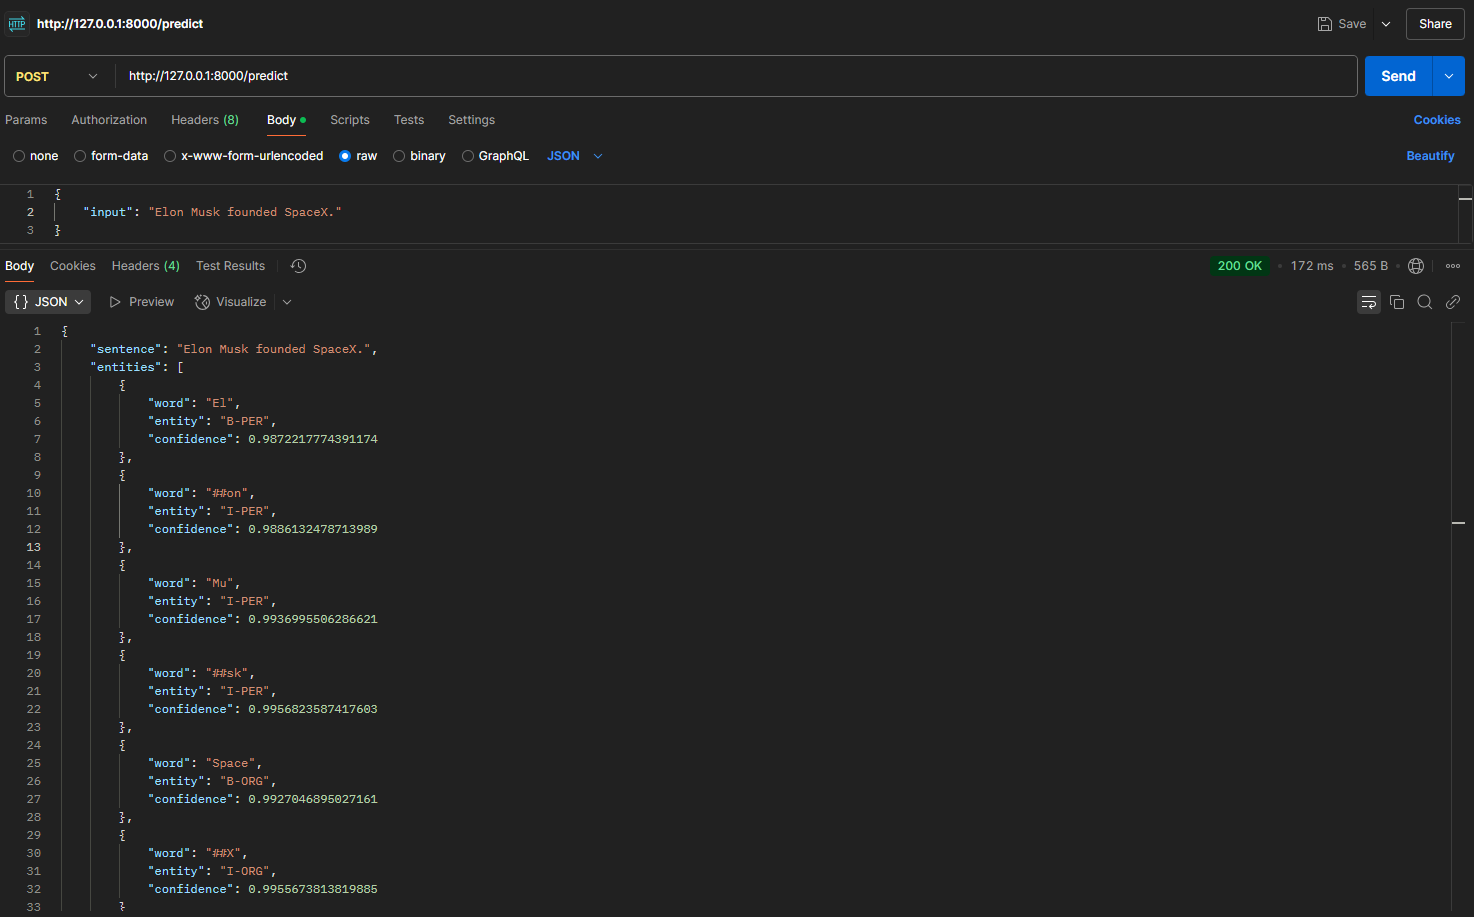 HTTP http://127.0.0.1:8000/predict Save Share
POST http://127.0.0.1:8000/predict Send
Params Authorization Headers (8) Body Scripts Tests Settings Cookies
none form-data x-www-form-urlencoded raw binary GraphQL JSON Beautify
1 {
2 "input": "Elon Musk founded SpaceX."
3 }
Body Cookies Headers (4) Test Results 200 OK • 172 ms • 565 B •
{ } JSON Preview Visualize
1 {
2 "sentence": "Elon Musk founded SpaceX.",
3 "entities": [
4 {
5 "word": "El",
6 "entity": "B-PER",
7 "confidence": 0.9872217774391174
8 },
9 {
10 "word": "##on",
11 "entity": "I-PER",
12 "confidence": 0.9886132478713989
13 },
14 {
15 "word": "Mu",
16 "entity": "I-PER",
17 "confidence": 0.9936995506286621
18 },
19 {
20 "word": "##sk",
21 "entity": "I-PER",
22 "confidence": 0.9956823587417603
23 },
24 {
25 "word": "Space",
26 "entity": "B-ORG",
27 "confidence": 0.9927046895027161
28 },
29 {
30 "word": "##X",
31 "entity": "I-ORG",
32 "confidence": 0.9955673813819885
33 }